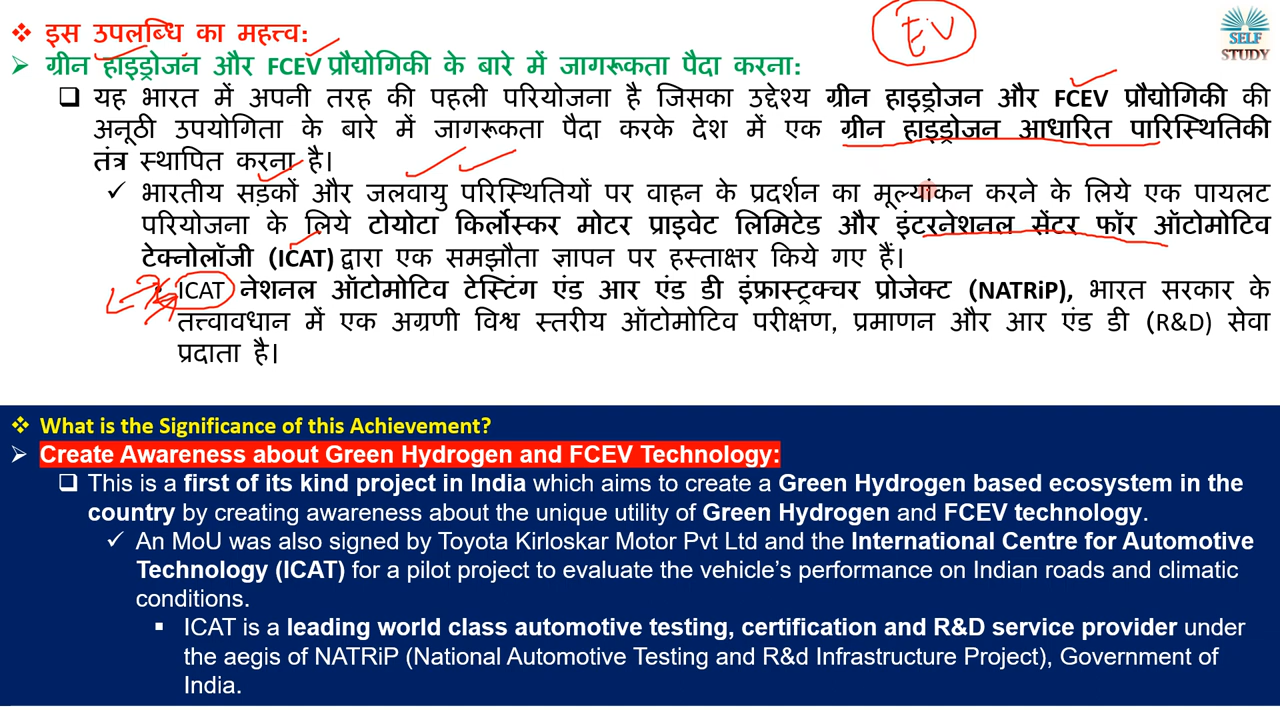 EV
SELF
STUDY
❖ इस उपलब्धि का महत्त्व:
➢ ग्रीन हाइड्रोजन और FCEV प्रौद्योगिकी के बारे में जागरूकता पैदा करना:
❑ यह भारत में अपनी तरह की पहली परियोजना है जिसका उद्देश्य ग्रीन हाइड्रोजन और FCEV प्रौद्योगिकी की
अनूठी उपयोगिता के बारे में जागरूकता पैदा करके देश में एक ग्रीन हाइड्रोजन आधारित पारिस्थितिकी
तंत्र स्थापित करना है।
✓ भारतीय सड़कों और जलवायु परिस्थितियों पर वाहन के प्रदर्शन का मूल्यांकन करने के लिये एक पायलट
परियोजना के लिये टोयोटा किर्लोस्कर मोटर प्राइवेट लिमिटेड और इंटरनेशनल सेंटर फॉर ऑटोमोटिव
टेक्नोलॉजी (ICAT) द्वारा एक समझौता ज्ञापन पर हस्ताक्षर किये गए हैं।
ICAT नेशनल ऑटोमोटिव टेस्टिंग एंड आर एंड डी इंफ्रास्ट्रक्चर प्रोजेक्ट (NATRiP), भारत सरकार के
तत्त्वावधान में एक अग्रणी विश्व स्तरीय ऑटोमोटिव परीक्षण, प्रमाणन और आर एंड डी (R&D) सेवा
प्रदाता है।
❖ What is the Significance of this Achievement?
➢ Create Awareness about Green Hydrogen and FCEV Technology:
❑ This is a first of its kind project in India which aims to create a Green Hydrogen based ecosystem in the
country by creating awareness about the unique utility of Green Hydrogen and FCEV technology.
✓ An MoU was also signed by Toyota Kirloskar Motor Pvt Ltd and the International Centre for Automotive
Technology (ICAT) for a pilot project to evaluate the vehicle's performance on Indian roads and climatic
conditions.
▪ ICAT is a leading world class automotive testing, certification and R&D service provider under
the aegis of NATRiP (National Automotive Testing and R&d Infrastructure Project), Government of
India.